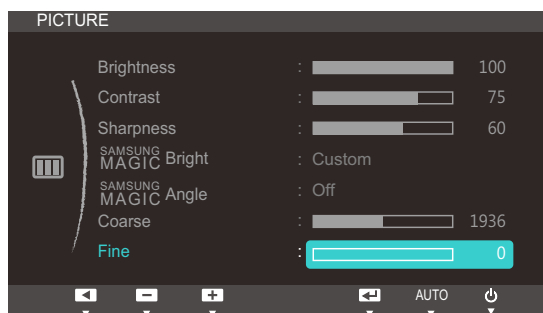 PICTURE
Brightness : 100
Contrast : 75
Sharpness : 60
SAMSUNG MAGIC Bright : Custom
SAMSUNG MAGIC Angle : Off
Coarse : 1936
Fine : 0
AUTO